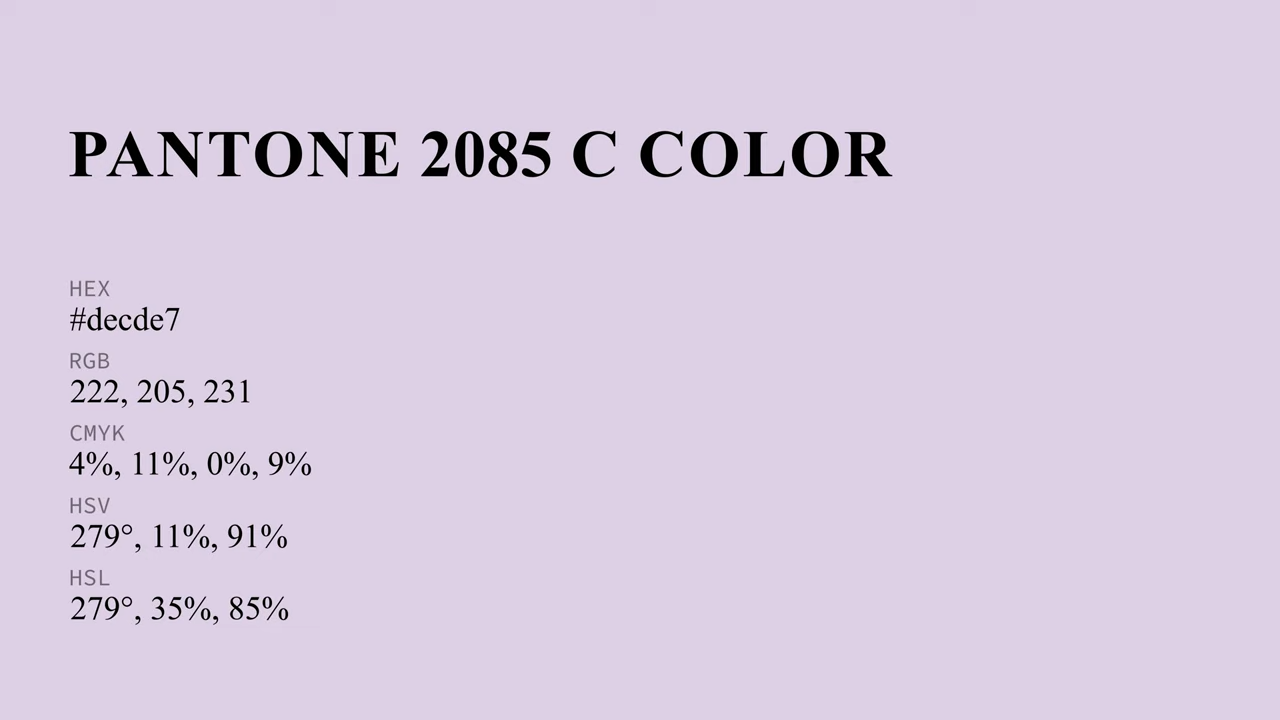 PANTONE 2085 C COLOR
HEX
#decde7
RGB
222, 205, 231
CMYK
4%, 11%, 0%, 9%
HSV
279°, 11%, 91%
HSL
279°, 35%, 85%